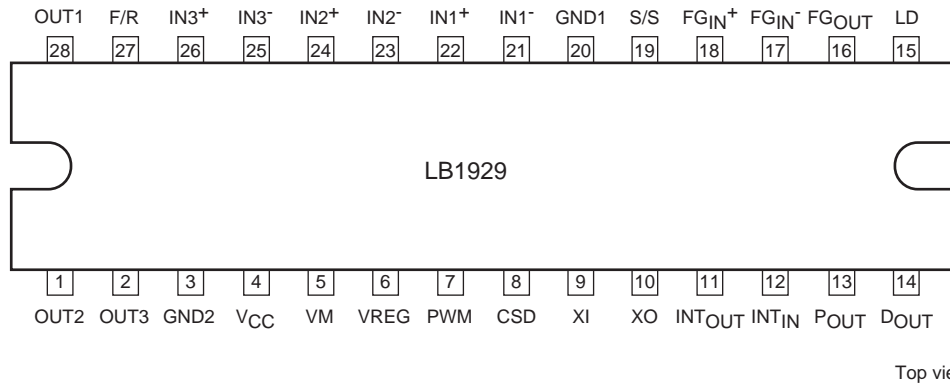 OUT1 F/R IN3+ IN3- IN2+ IN2- IN1+ IN1- GND1 S/S FGIN+ FGIN- FGOUT LD
28 27 26 25 24 23 22 21 20 19 18 17 16 15
LB1929
1 2 3 4 5 6 7 8 9 10 11 12 13 14
OUT2 OUT3 GND2 VCC VM VREG PWM CSD XI XO INTOUT INTIN POUT DOUT
Top vie